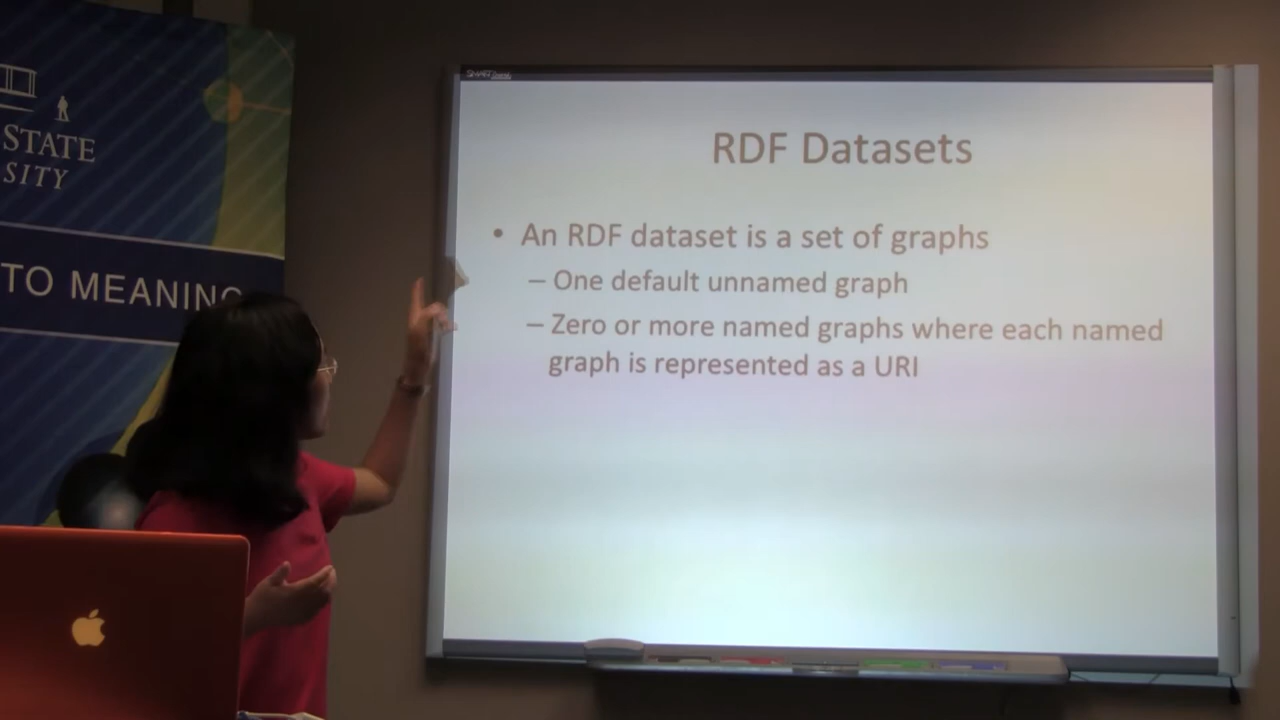 STATE
SITY
TO MEANING
SMART
RDF Datasets
• An RDF dataset is a set of graphs
– One default unnamed graph
– Zero or more named graphs where each named
graph is represented as a URI